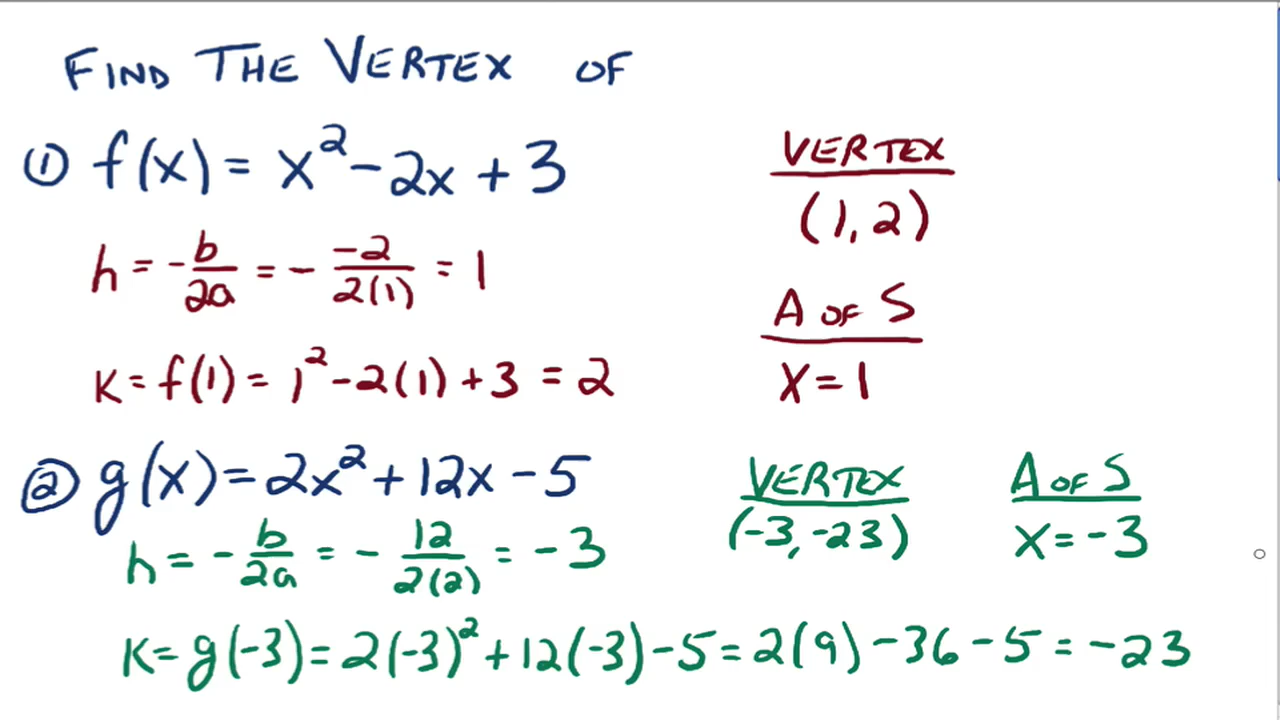 FIND THE VERTEX OF
① f(x) = x² - 2x + 3
h = -b/2a = - -2/2(1) = 1
K = f(1) = 1² - 2(1) + 3 = 2
VERTEX
(1, 2)
A OF S
X = 1
② g(x) = 2x² + 12x - 5
h = -b/2a = - 12/2(2) = -3
K = g(-3) = 2(-3)² + 12(-3) - 5 = 2(9) - 36 - 5 = -23
VERTEX
(-3, -23)
A OF S
X = -3